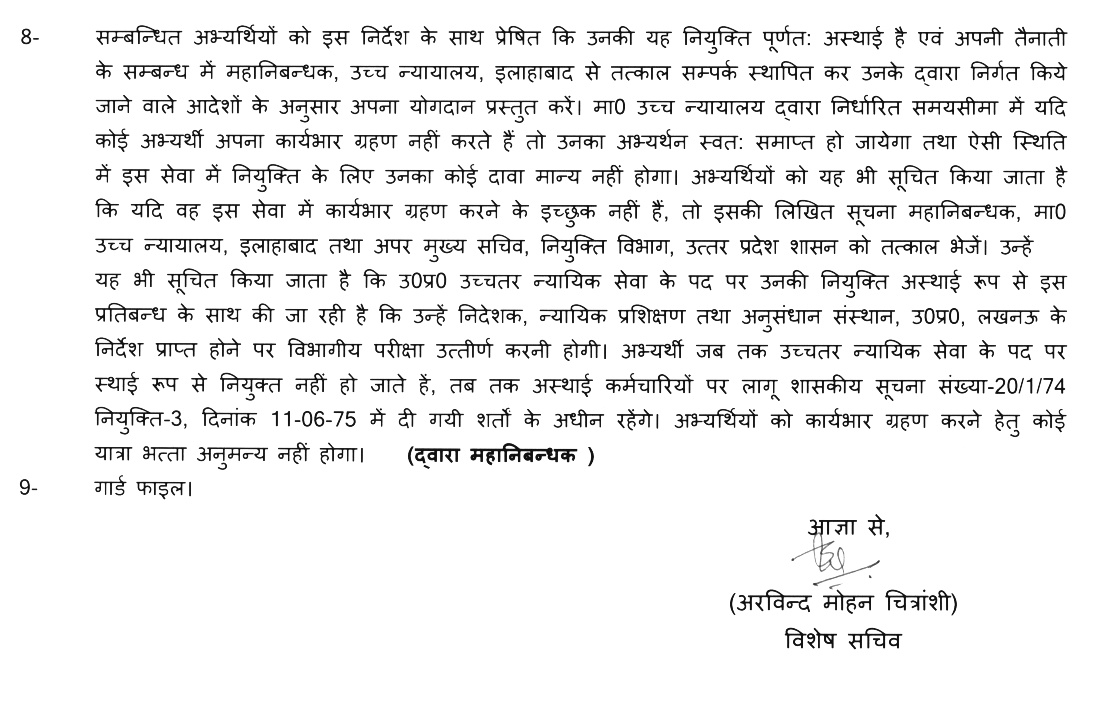 8- सम्बन्धित अभ्यर्थियों को इस निर्देश के साथ प्रेषित कि उनकी यह नियुक्ति पूर्णत: अस्थाई है एवं अपनी तैनाती
के सम्बन्ध में महानिबन्धक, उच्च न्यायालय, इलाहाबाद से तत्काल सम्पर्क स्थापित कर उनके द्वारा निर्गत किये
जाने वाले आदेशों के अनुसार अपना योगदान प्रस्तुत करें। मा0 उच्च न्यायालय द्वारा निर्धारित समयसीमा में यदि
कोई अभ्यर्थी अपना कार्यभार ग्रहण नहीं करते हैं तो उनका अभ्यर्थन स्वत: समाप्त हो जायेगा तथा ऐसी स्थिति
में इस सेवा में नियुक्ति के लिए उनका कोई दावा मान्य नहीं होगा। अभ्यर्थियों को यह भी सूचित किया जाता है
कि यदि वह इस सेवा में कार्यभार ग्रहण करने के इच्छुक नहीं हैं, तो इसकी लिखित सूचना महानिबन्धक, मा0
उच्च न्यायालय, इलाहाबाद तथा अपर मुख्य सचिव, नियुक्ति विभाग, उत्तर प्रदेश शासन को तत्काल भेजें। उन्हें
यह भी सूचित किया जाता है कि उ0प्र0 उच्चतर न्यायिक सेवा के पद पर उनकी नियुक्ति अस्थाई रूप से इस
प्रतिबन्ध के साथ की जा रही है कि उन्हें निदेशक, न्यायिक प्रशिक्षण तथा अनुसंधान संस्थान, उ0प्र0, लखनऊ के
निर्देश प्राप्त होने पर विभागीय परीक्षा उत्तीर्ण करनी होगी। अभ्यर्थी जब तक उच्चतर न्यायिक सेवा के पद पर
स्थाई रूप से नियुक्त नहीं हो जाते हें, तब तक अस्थाई कर्मचारियों पर लागू शासकीय सूचना संख्या-20/1/74
नियुक्ति-3, दिनांक 11-06-75 में दी गयी शर्तों के अधीन रहेंगे। अभ्यर्थियों को कार्यभार ग्रहण करने हेतु कोई
यात्रा भत्ता अनुमन्य नहीं होगा। (द्वारा महानिबन्धक )
9- गार्ड फाइल।
आज्ञा से,
(अरविन्द मोहन चित्रांशी)
विशेष सचिव